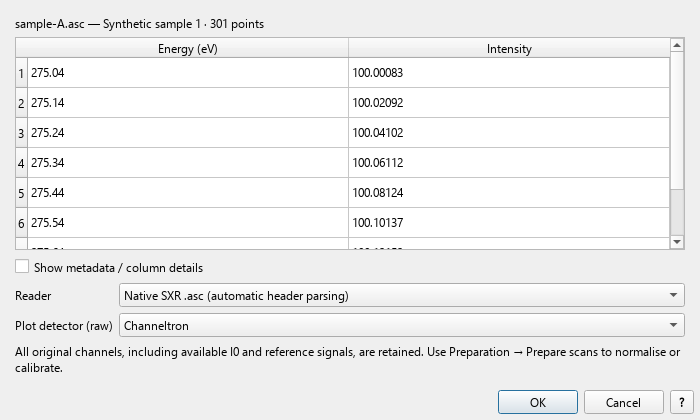 sample-A.asc — Synthetic sample 1 · 301 points
Energy (eV) Intensity
1 275.04 100.00083
2 275.14 100.02092
3 275.24 100.04102
4 275.34 100.06112
5 275.44 100.08124
6 275.54 100.10137
Show metadata / column details
Reader Native SXR .asc (automatic header parsing)
Plot detector (raw) Channeltron
All original channels, including available I0 and reference signals, are retained. Use Preparation → Prepare scans to normalise or
calibrate.
OK Cancel ?